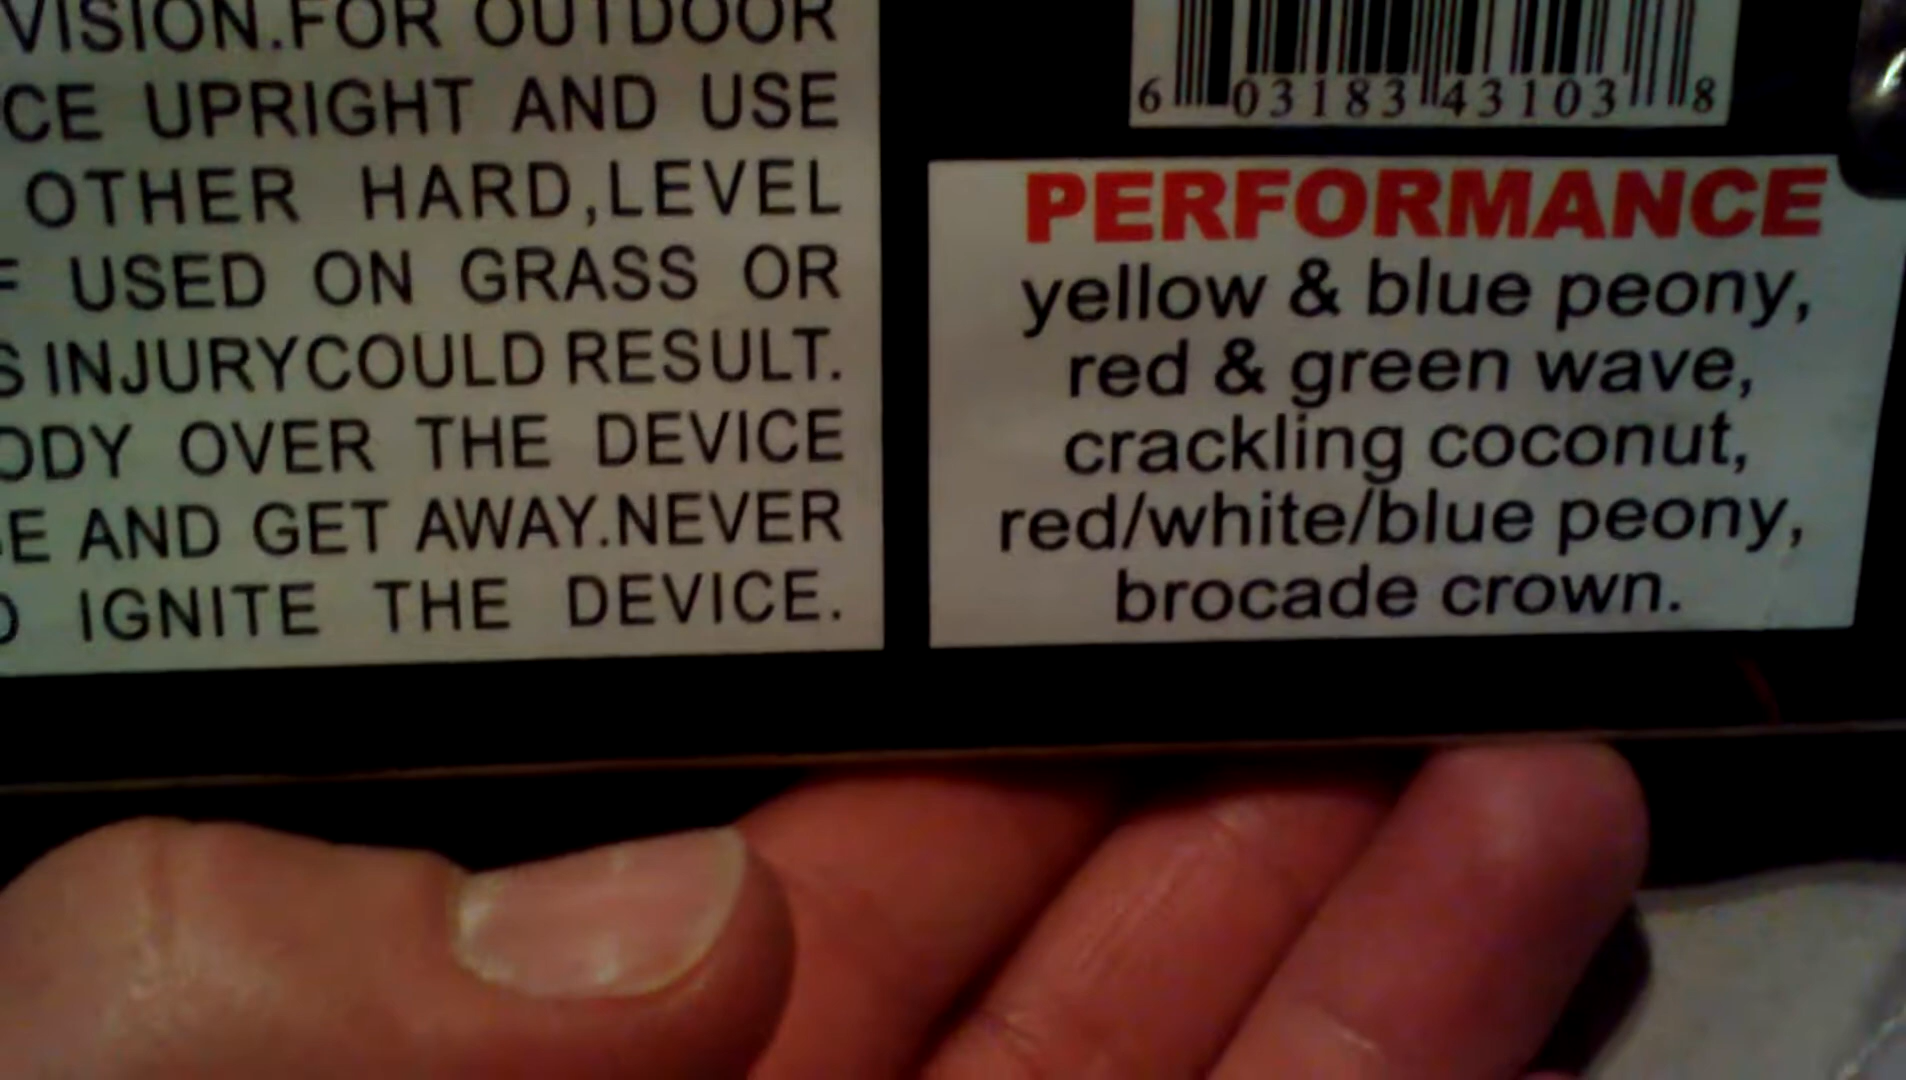 VISION.FOR OUTDOOR
CE UPRIGHT AND USE
OTHER HARD,LEVEL
F USED ON GRASS OR
S INJURYCOULD RESULT.
ODY OVER THE DEVICE
E AND GET AWAY.NEVER
IGNITE THE DEVICE.
6 03183 43103 8
PERFORMANCE
yellow & blue peony,
red & green wave,
crackling coconut,
red/white/blue peony,
brocade crown.